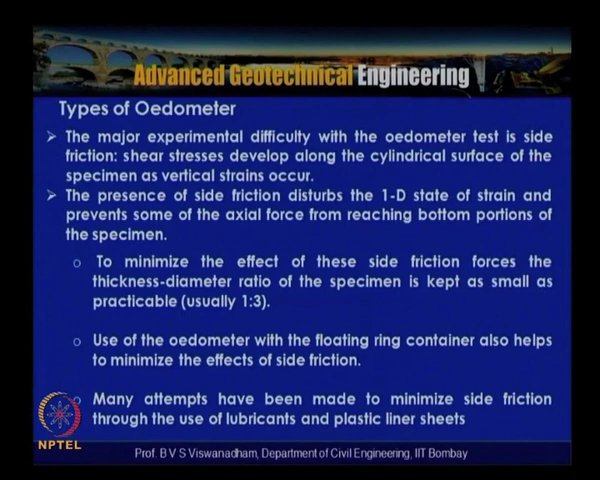 Advanced Geotechnical Engineering
Types of Oedometer
The major experimental difficulty with the oedometer test is side
friction: shear stresses develop along the cylindrical surface of the
specimen as vertical strains occur.
The presence of side friction disturbs the 1-D state of strain and
prevents some of the axial force from reaching bottom portions of
the specimen.
To minimize the effect of these side friction forces the
thickness-diameter ratio of the specimen is kept as small as
practicable (usually 1:3).
Use of the oedometer with the floating ring container also helps
to minimize the effects of side friction.
Many attempts have been made to minimize side friction
through the use of lubricants and plastic liner sheets
NPTEL
Prof. B V S Viswanadham, Department of Civil Engineering, IIT Bombay